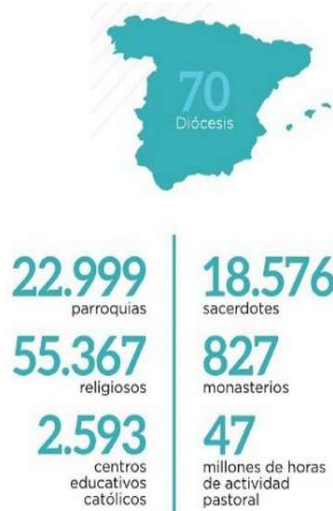 70
Diócesis
22.999
parroquias
18.576
sacerdotes
55.367
religiosos
827
monasterios
2.593
centros
educativos
católicos
47
millones de horas
de actividad
pastoral